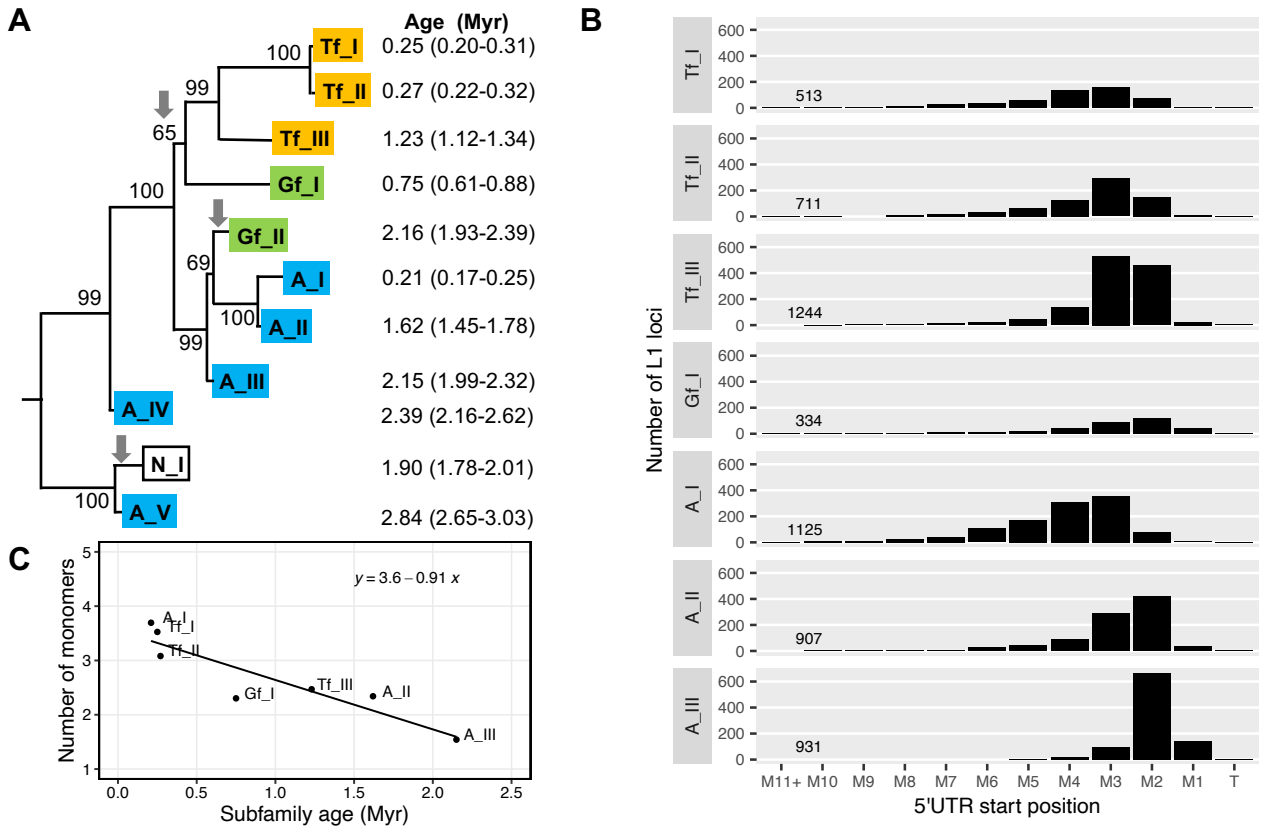 A
Age (Myr)
100
Tf_I
0.25 (0.20-0.31)
99
Tf_II
0.27 (0.22-0.32)
65
Tf_III
1.23 (1.12-1.34)
100
Gf_I
0.75 (0.61-0.88)
Gf_II
2.16 (1.93-2.39)
69
A_I
0.21 (0.17-0.25)
99
100
A_II
1.62 (1.45-1.78)
99
A_III
2.15 (1.99-2.32)
A_IV
2.39 (2.16-2.62)
N_I
1.90 (1.78-2.01)
100
A_V
2.84 (2.65-3.03)
B
Number of L1 loci
Tf_I
600
400
200
0
513
Tf_II
600
400
200
0
711
Tf_III
600
400
200
0
1244
Gf_I
600
400
200
0
334
A_I
600
400
200
0
1125
A_II
600
400
200
0
907
A_III
600
400
200
0
931
M11+ M10 M9 M8 M7 M6 M5 M4 M3 M2 M1 T
5'UTR start position
C
Number of monomers
5
4
3
2
1
y = 3.6 − 0.91 x
A_I
Tf_I
Tf_II
Gf_I
Tf_III
A_II
A_III
0.0 0.5 1.0 1.5 2.0 2.5
Subfamily age (Myr)